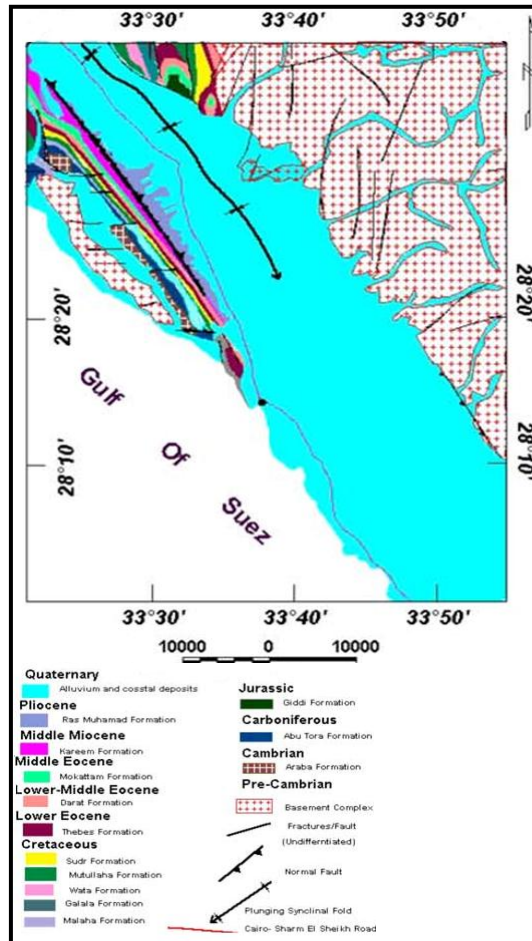 33°30' 33°40' 33°50'
28°20' 28°20'
28°10' 28°10'
Gulf Of Suez
33°30' 33°40' 33°50'
10000 0 10000
Quaternary
Alluvium and cosstal deposits
Pliocene
Ras Muhamad Formation
Middle Miocene
Kareem Formation
Middle Eocene
Mokattam Formation
Lower-Middle Eocene
Darat Formation
Lower Eocene
Thebes Formation
Cretaceous
Sudr Formation
Mutullaha Formation
Wata Formation
Galala Formation
Malaha Formation
Jurassic
Giddi Formation
Carboniferous
Abu Tora Formation
Cambrian
Araba Formation
Pre-Cambrian
Basement Complex
Fractures/Fault
(Undifferntiated)
Normal Fault
Plunging Synclinal Fold
Cairo- Sharm El Sheikh Road